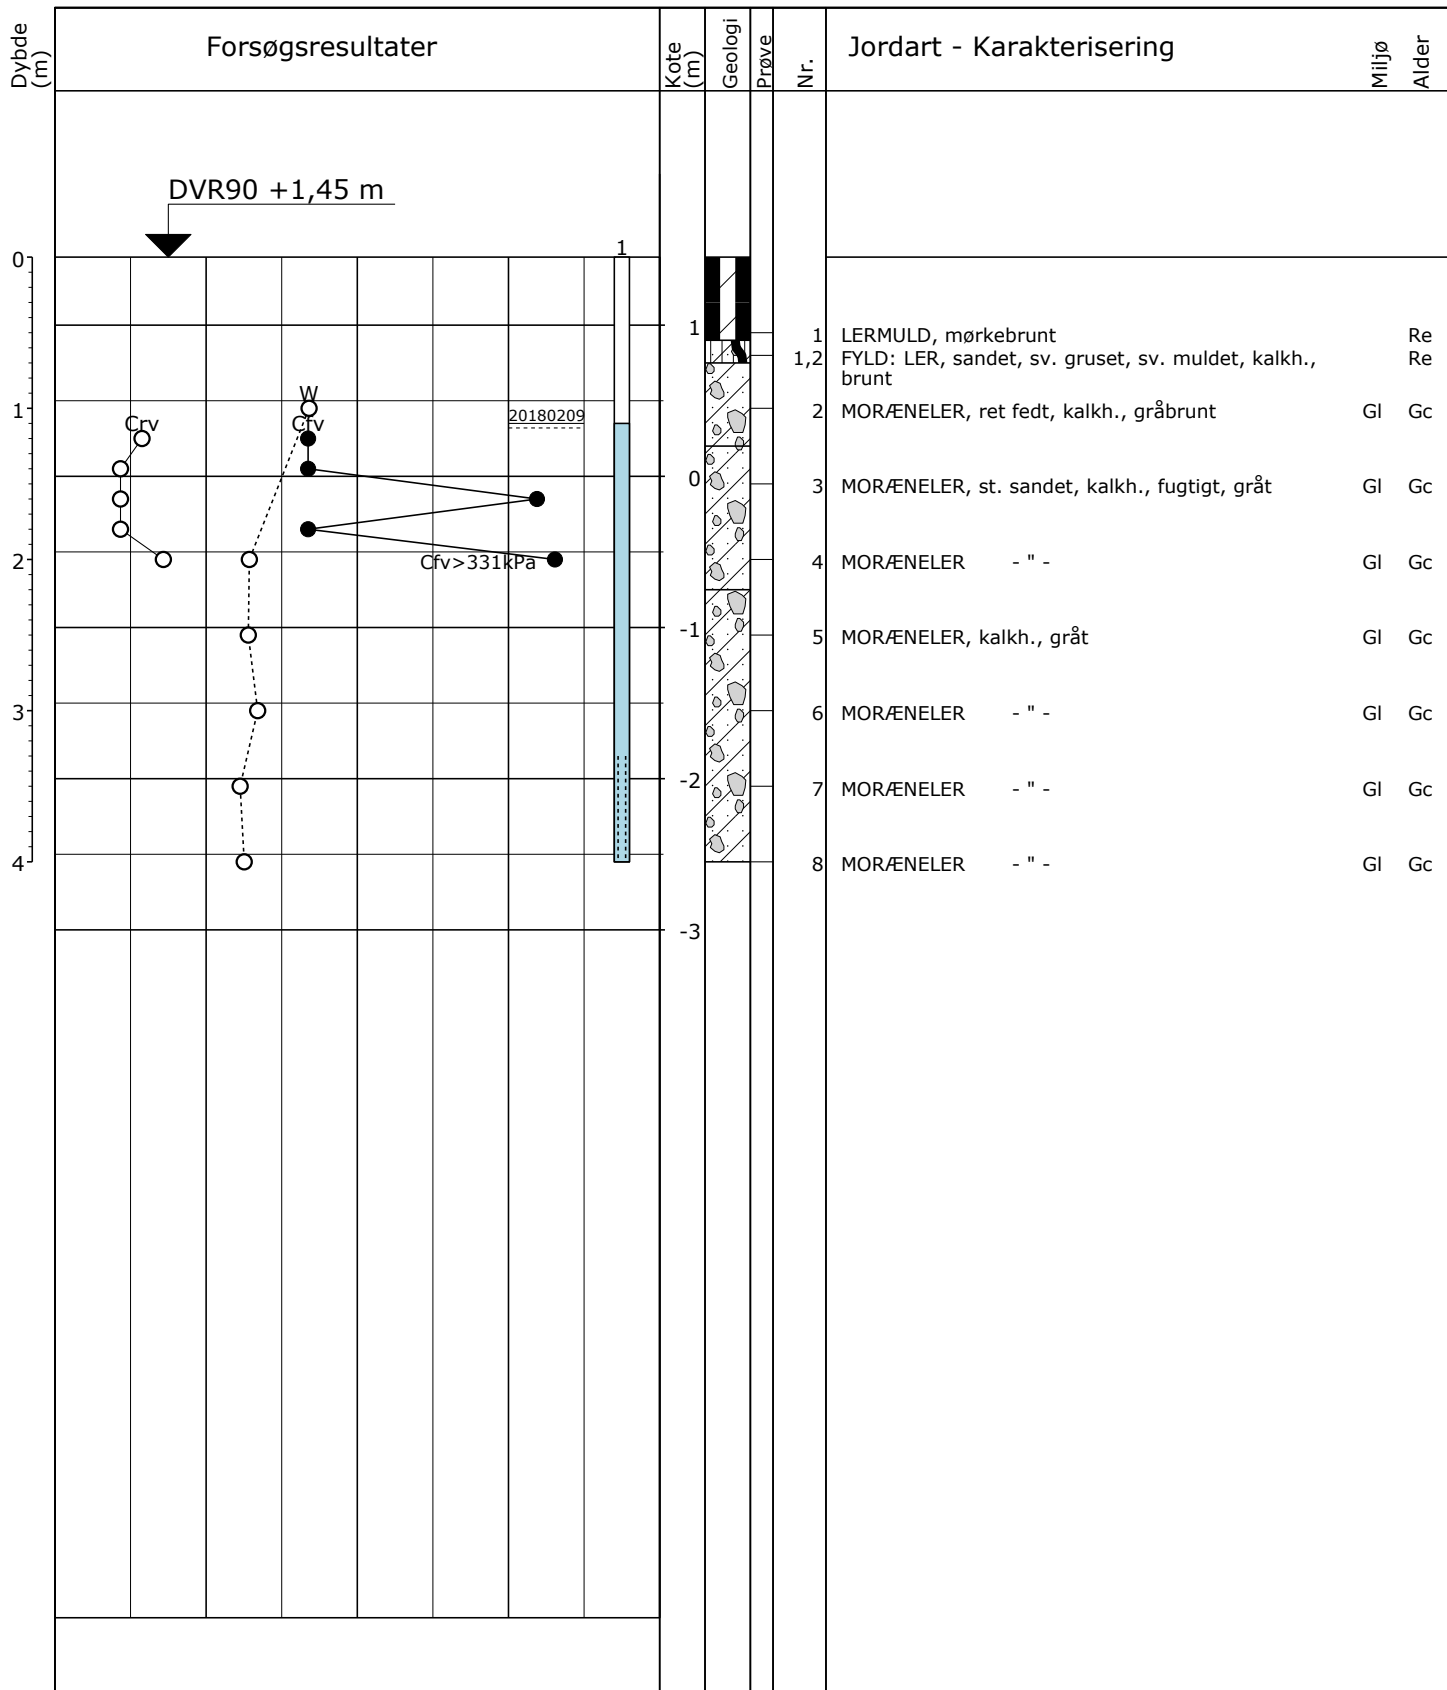 Dybde (m)
Forsøgsresultater
Kote (m)
Geologi
Prøve
Nr.
Jordart - Karakterisering
Miljø
Alder
DVR90 +1,45 m
1
0
1
1 LERMULD, mørkebrunt Re
1,2 FYLD: LER, sandet, sv. gruset, sv. muldet, kalkh., Re
brunt
W
1
Crv
Cfv
20180209
2 MORÆNELER, ret fedt, kalkh., gråbrunt Gl Gc
0
3 MORÆNELER, st. sandet, kalkh., fugtigt, gråt Gl Gc
2
Cfv>331kPa
4 MORÆNELER - " - Gl Gc
-1
5 MORÆNELER, kalkh., gråt Gl Gc
3
6 MORÆNELER - " - Gl Gc
-2
7 MORÆNELER - " - Gl Gc
4
8 MORÆNELER - " - Gl Gc
-3